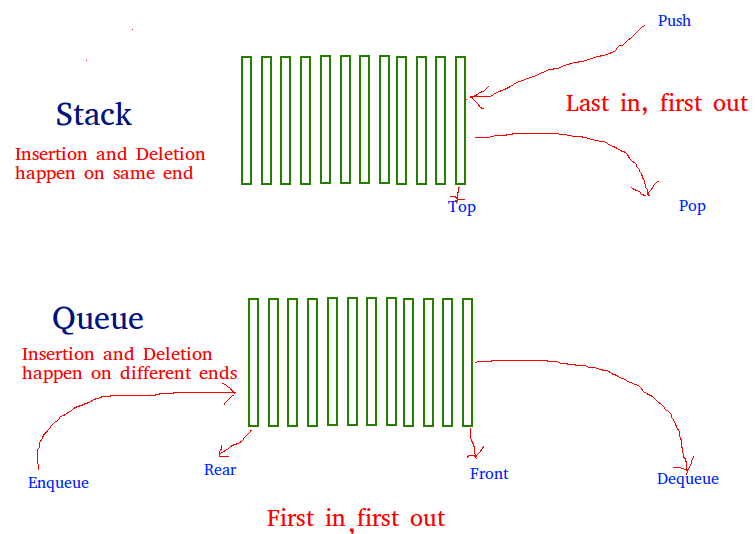 Push
Stack
Last in, first out
Insertion and Deletion
happen on same end
Top
Pop
Queue
Insertion and Deletion
happen on different ends
Rear
Front
Enqueue
Dequeue
First in, first out